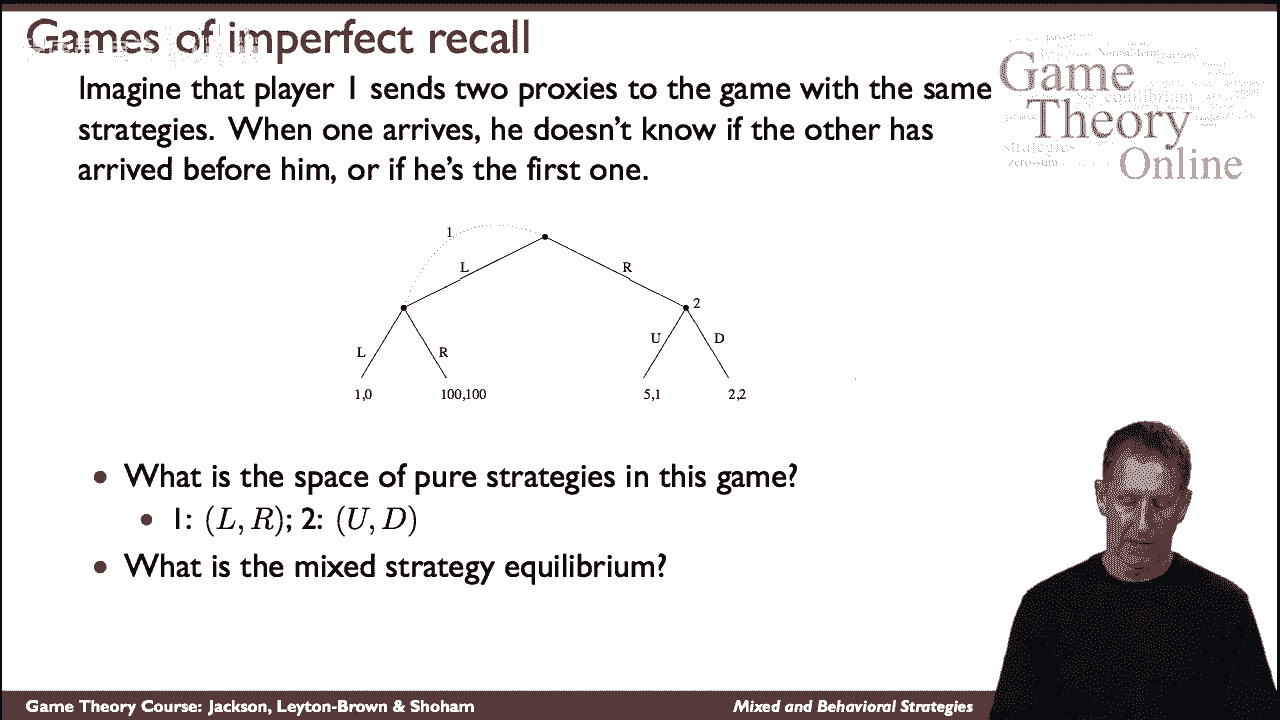 Games of imperfect recall
Imagine that player 1 sends two proxies to the game with the same
strategies. When one arrives, he doesn't know if the other has
arrived before him, or if he's the first one.
Game
Theory
Online
equilibrium
strategies
zero-sum
1
L
R
2
L
R
U
D
1,0
100,100
5,1
2,2
• What is the space of pure strategies in this game?
• 1: (L, R); 2: (U, D)
• What is the mixed strategy equilibrium?
Game Theory Course: Jackson, Leyton-Brown & Shoham
Mixed and Behavioral Strategies